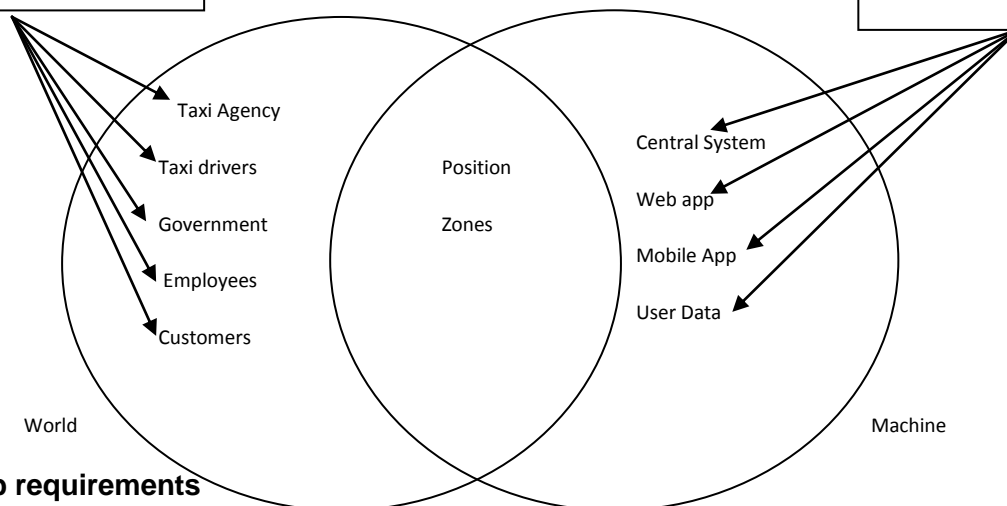 Taxi Agency
Central System
Taxi drivers
Position
Web app
Government
Zones
Mobile App
Employees
User Data
Customers
World
Machine
requirements